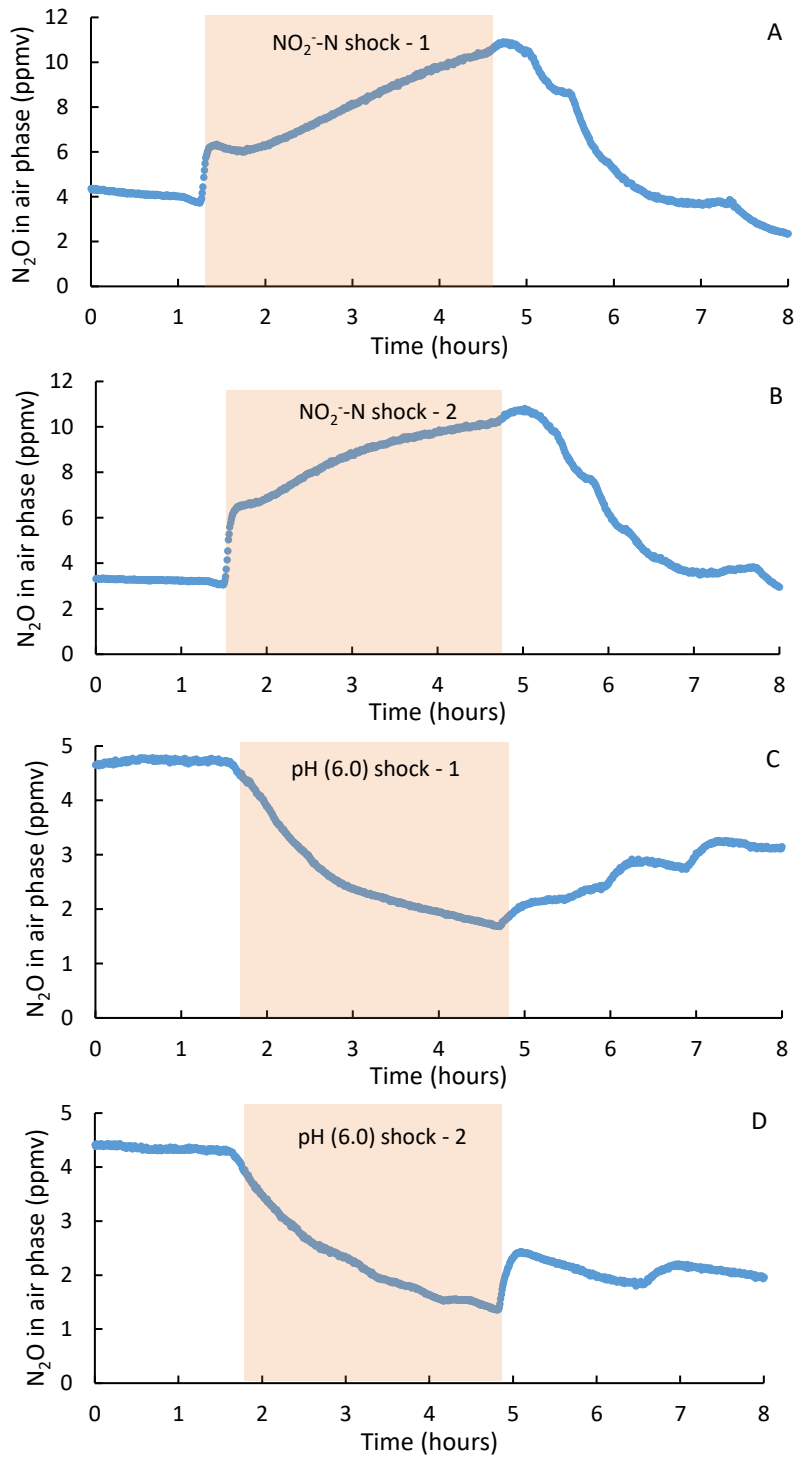 N₂O in air phase (ppmv)
12
10
8
6
4
2
0
NO₂⁻-N shock - 1
A
0 1 2 3 4 5 6 7 8
Time (hours)
N₂O in air phase (ppmv)
12
10
8
6
4
2
0
NO₂⁻-N shock - 2
B
0 1 2 3 4 5 6 7 8
Time (hours)
N₂O in air phase (ppmv)
5
4
3
2
1
0
pH (6.0) shock - 1
C
0 1 2 3 4 5 6 7 8
Time (hours)
N₂O in air phase (ppmv)
5
4
3
2
1
0
pH (6.0) shock - 2
D
0 1 2 3 4 5 6 7 8
Time (hours)